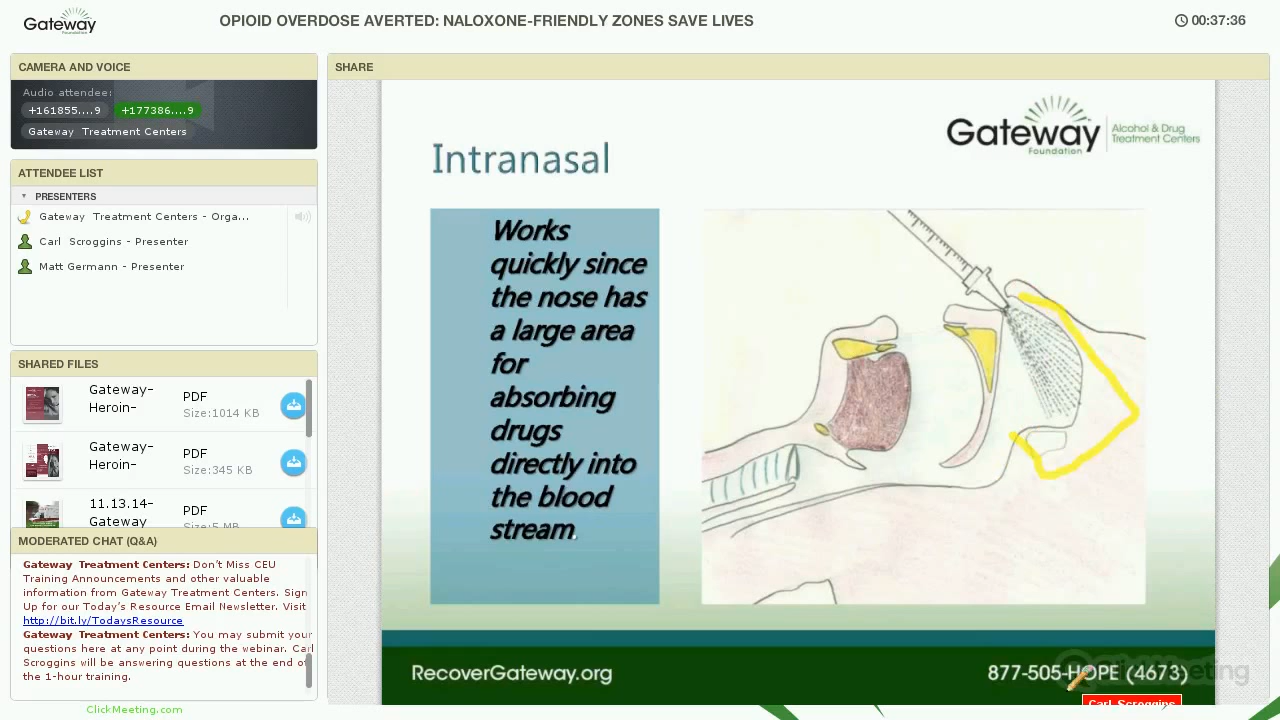 Gateway
Foundation
OPIOID OVERDOSE AVERTED: NALOXONE-FRIENDLY ZONES SAVE LIVES
00:37:36
CAMERA AND VOICE
Audio attendee:
+161855....9
+177386....9
Gateway Treatment Centers
ATTENDEE LIST
PRESENTERS
Gateway Treatment Centers - Orga...
Carl Scroggins - Presenter
Matt Germann - Presenter
SHARED FILES
Gateway-
Heroin-
PDF
Size:1014 KB
Gateway-
Heroin-
PDF
Size:345 KB
11.13.14-
Gateway
PDF
Size:5 MB
MODERATED CHAT (Q&A)
Gateway Treatment Centers: Don't Miss CEU
Training Announcements and other valuable
information from Gateway Treatment Centers. Sign
Up for our Today's Resource Email Newsletter. Visit
http://bit.ly/TodaysResource
Gateway Treatment Centers: You may submit your
questions here at any point during the webinar. Carl
Scroggins will be answering questions at the end of
the 1-hour training.
ClickMeeting.com
SHARE
Gateway
Foundation
Alcohol & Drug
Treatment Centers
Intranasal
Works
quickly since
the nose has
a large area
for
absorbing
drugs
directly into
the blood
stream.
RecoverGateway.org
877-505-HOPE (4673)
Carl Scroggins